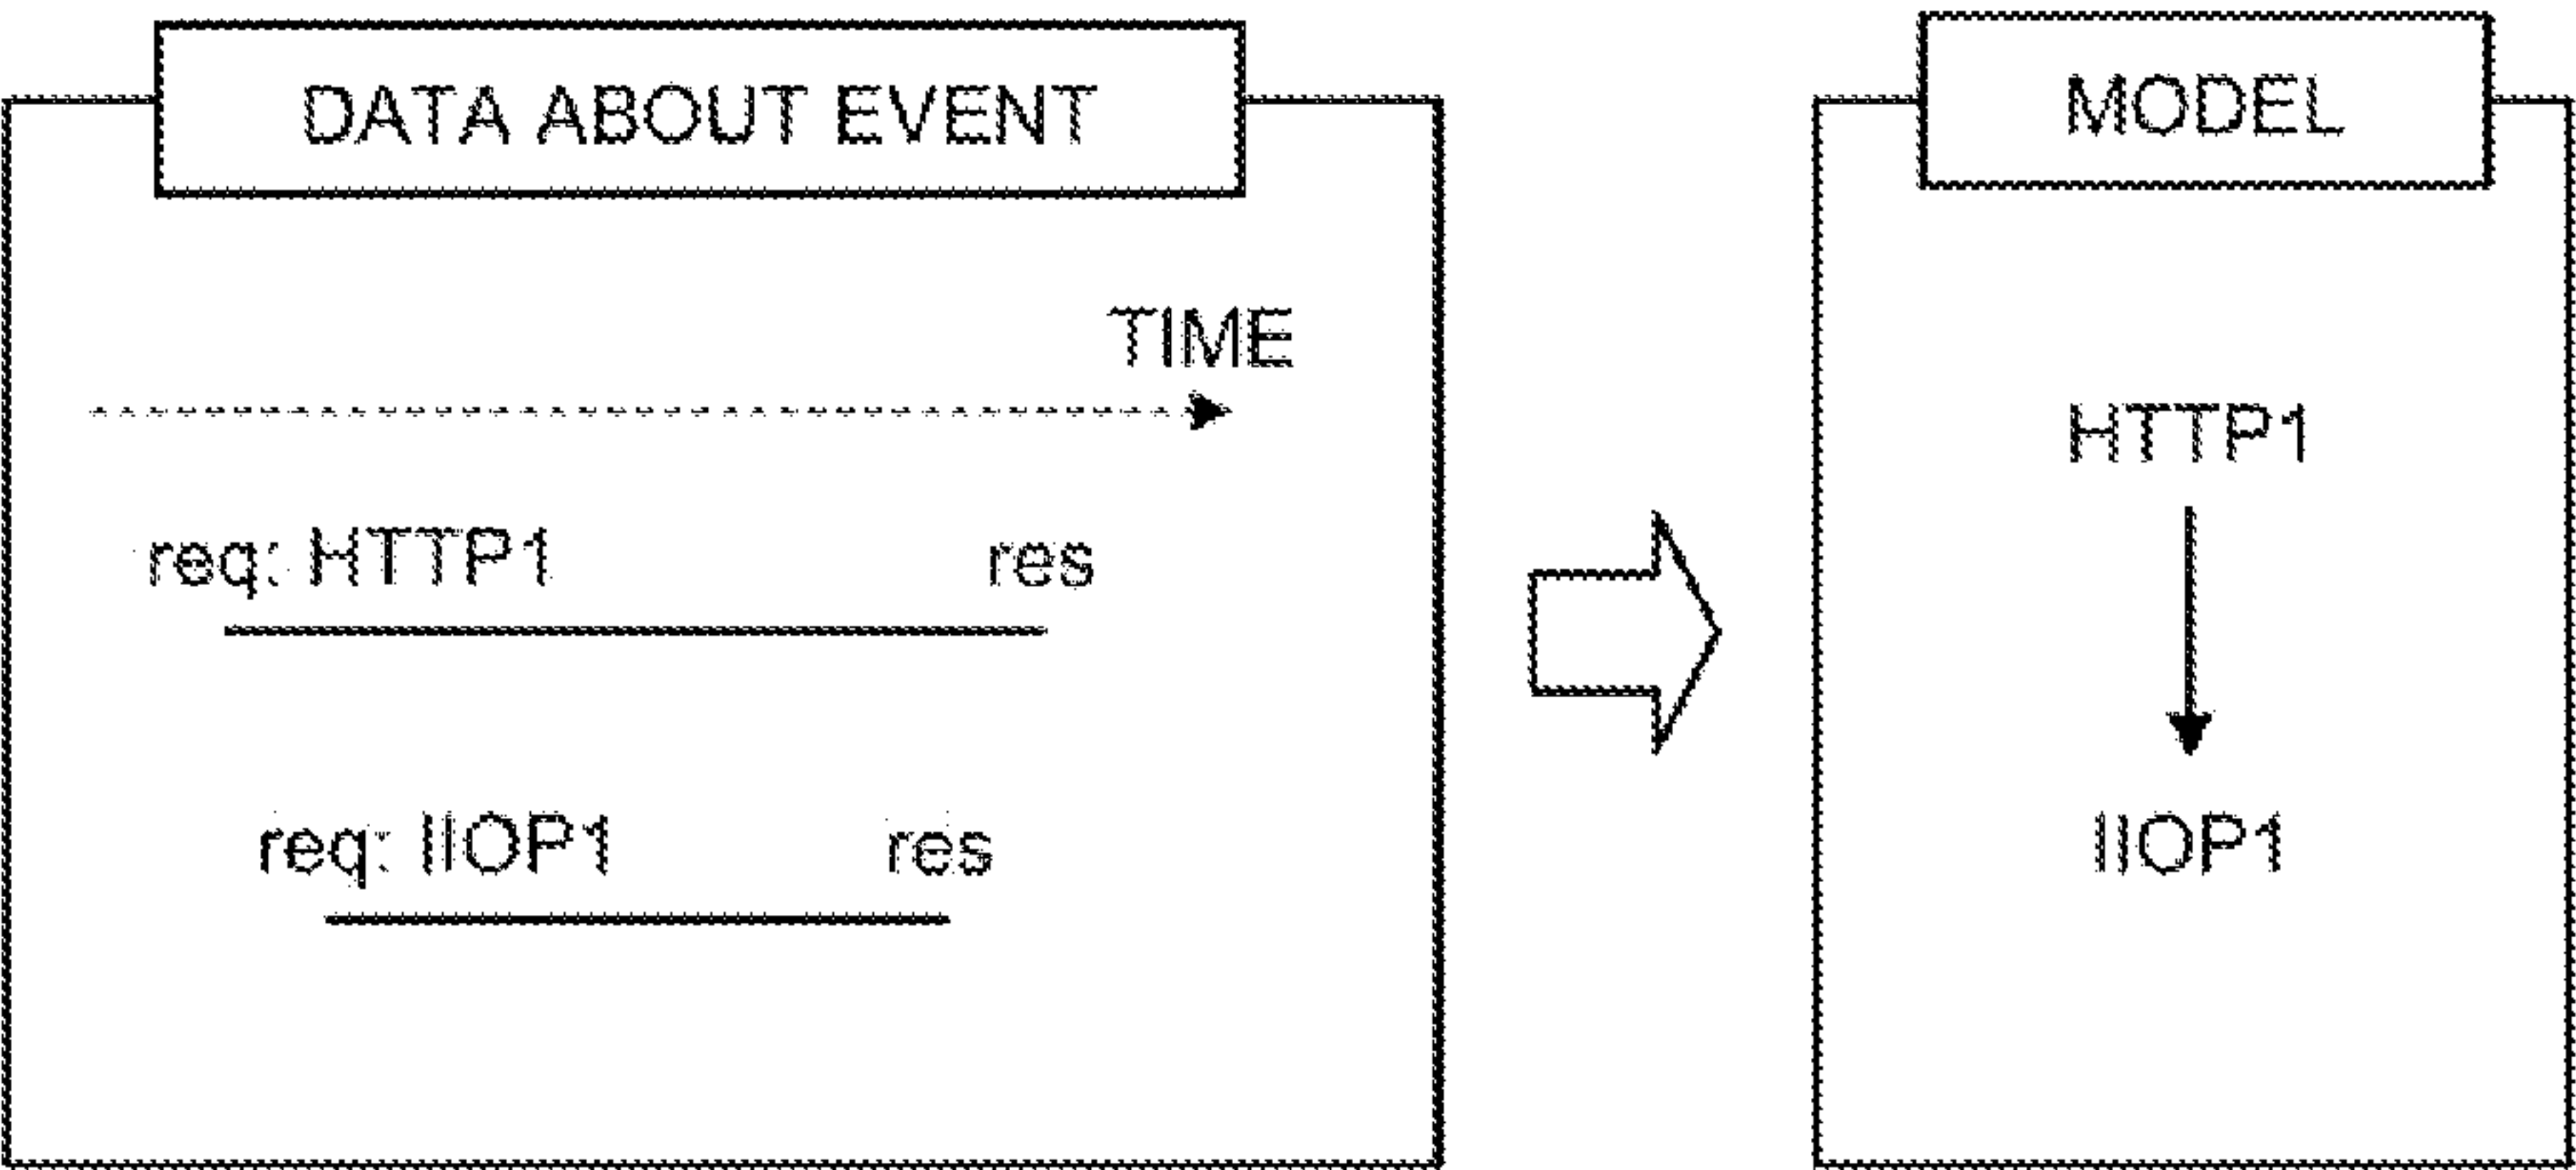 DATA ABOUT EVENT
TIME
req: HTTP1 res
req: IIOP1 res
MODEL
HTTP1
IIOP1